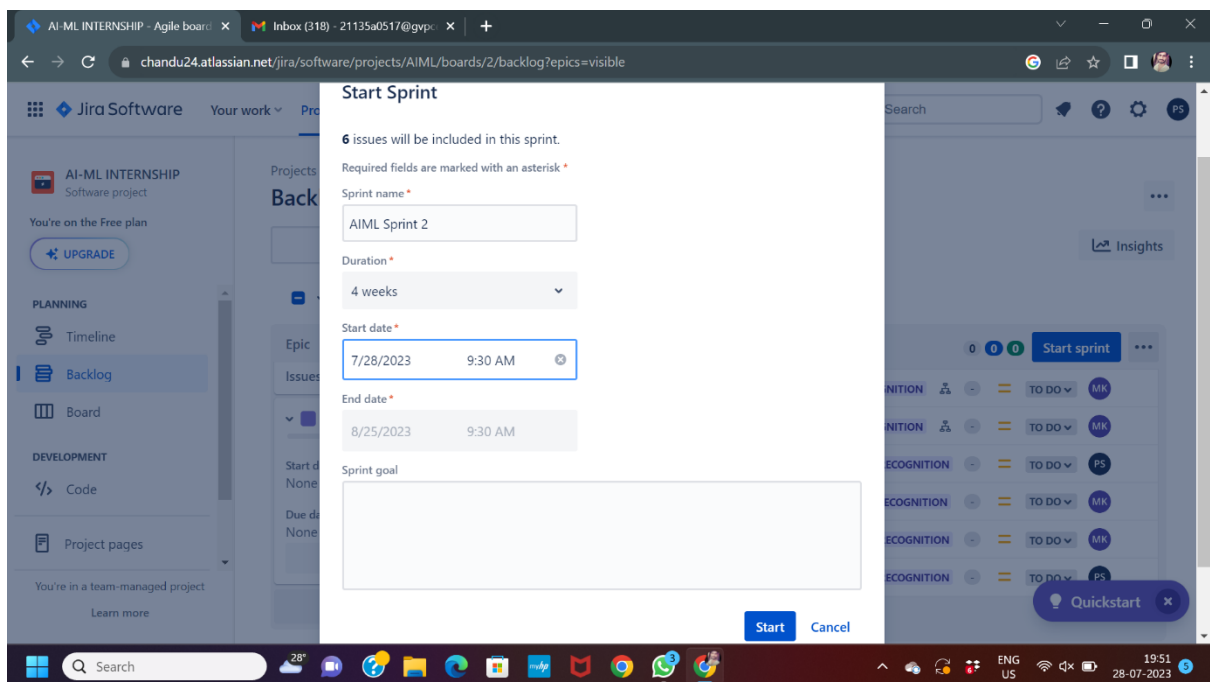 AI-ML INTERNSHIP - Agile board
Inbox (318) - 21135a0517@gvpc
chandu24.atlassian.net/jira/software/projects/AIML/boards/2/backlog?epics=visible
Jira Software
Your work
Pro
Search
PS
Start Sprint
6 issues will be included in this sprint.
Required fields are marked with an asterisk *
Sprint name *
AIML Sprint 2
Duration *
4 weeks
Start date *
7/28/2023 9:30 AM
End date *
8/25/2023 9:30 AM
Sprint goal
Start Cancel
AI-ML INTERNSHIP
Software project
You're on the Free plan
UPGRADE
PLANNING
Timeline
Backlog
Board
DEVELOPMENT
Code
Project pages
You're in a team-managed project
Learn more
Projects
Back
Epic
Issues
Start d
None
Due da
None
Insights
0 0 0 Start sprint
NITION - TO DO MK
NITION - TO DO MK
ECOGNITION - TO DO PS
ECOGNITION - TO DO MK
ECOGNITION - TO DO MK
ECOGNITION - TO DO PS
Quickstart
Search
28°
myhp
3
ENG
US
19:51
28-07-2023
5